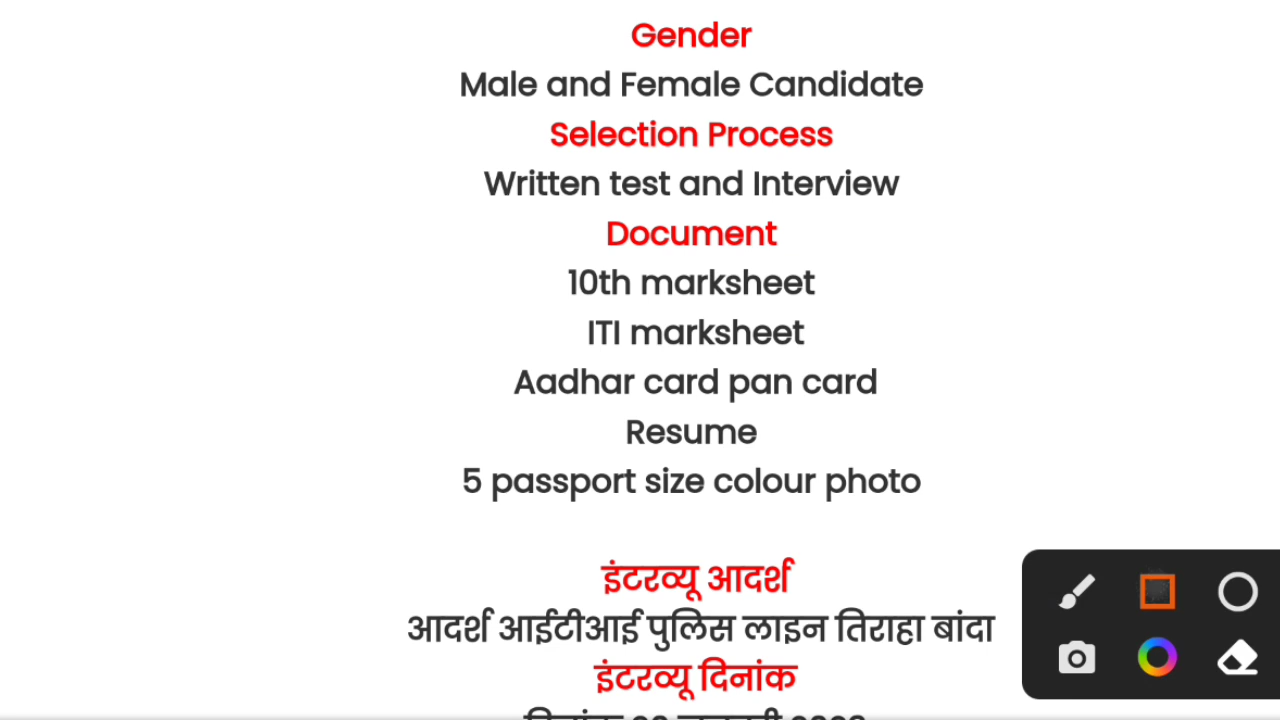 Gender
Male and Female Candidate
Selection Process
Written test and Interview
Document
10th marksheet
ITI marksheet
Aadhar card pan card
Resume
5 passport size colour photo
इंटरव्यू आदर्श
आदर्श आईटीआई पुलिस लाइन तिराहा बांदा
इंटरव्यू दिनांक